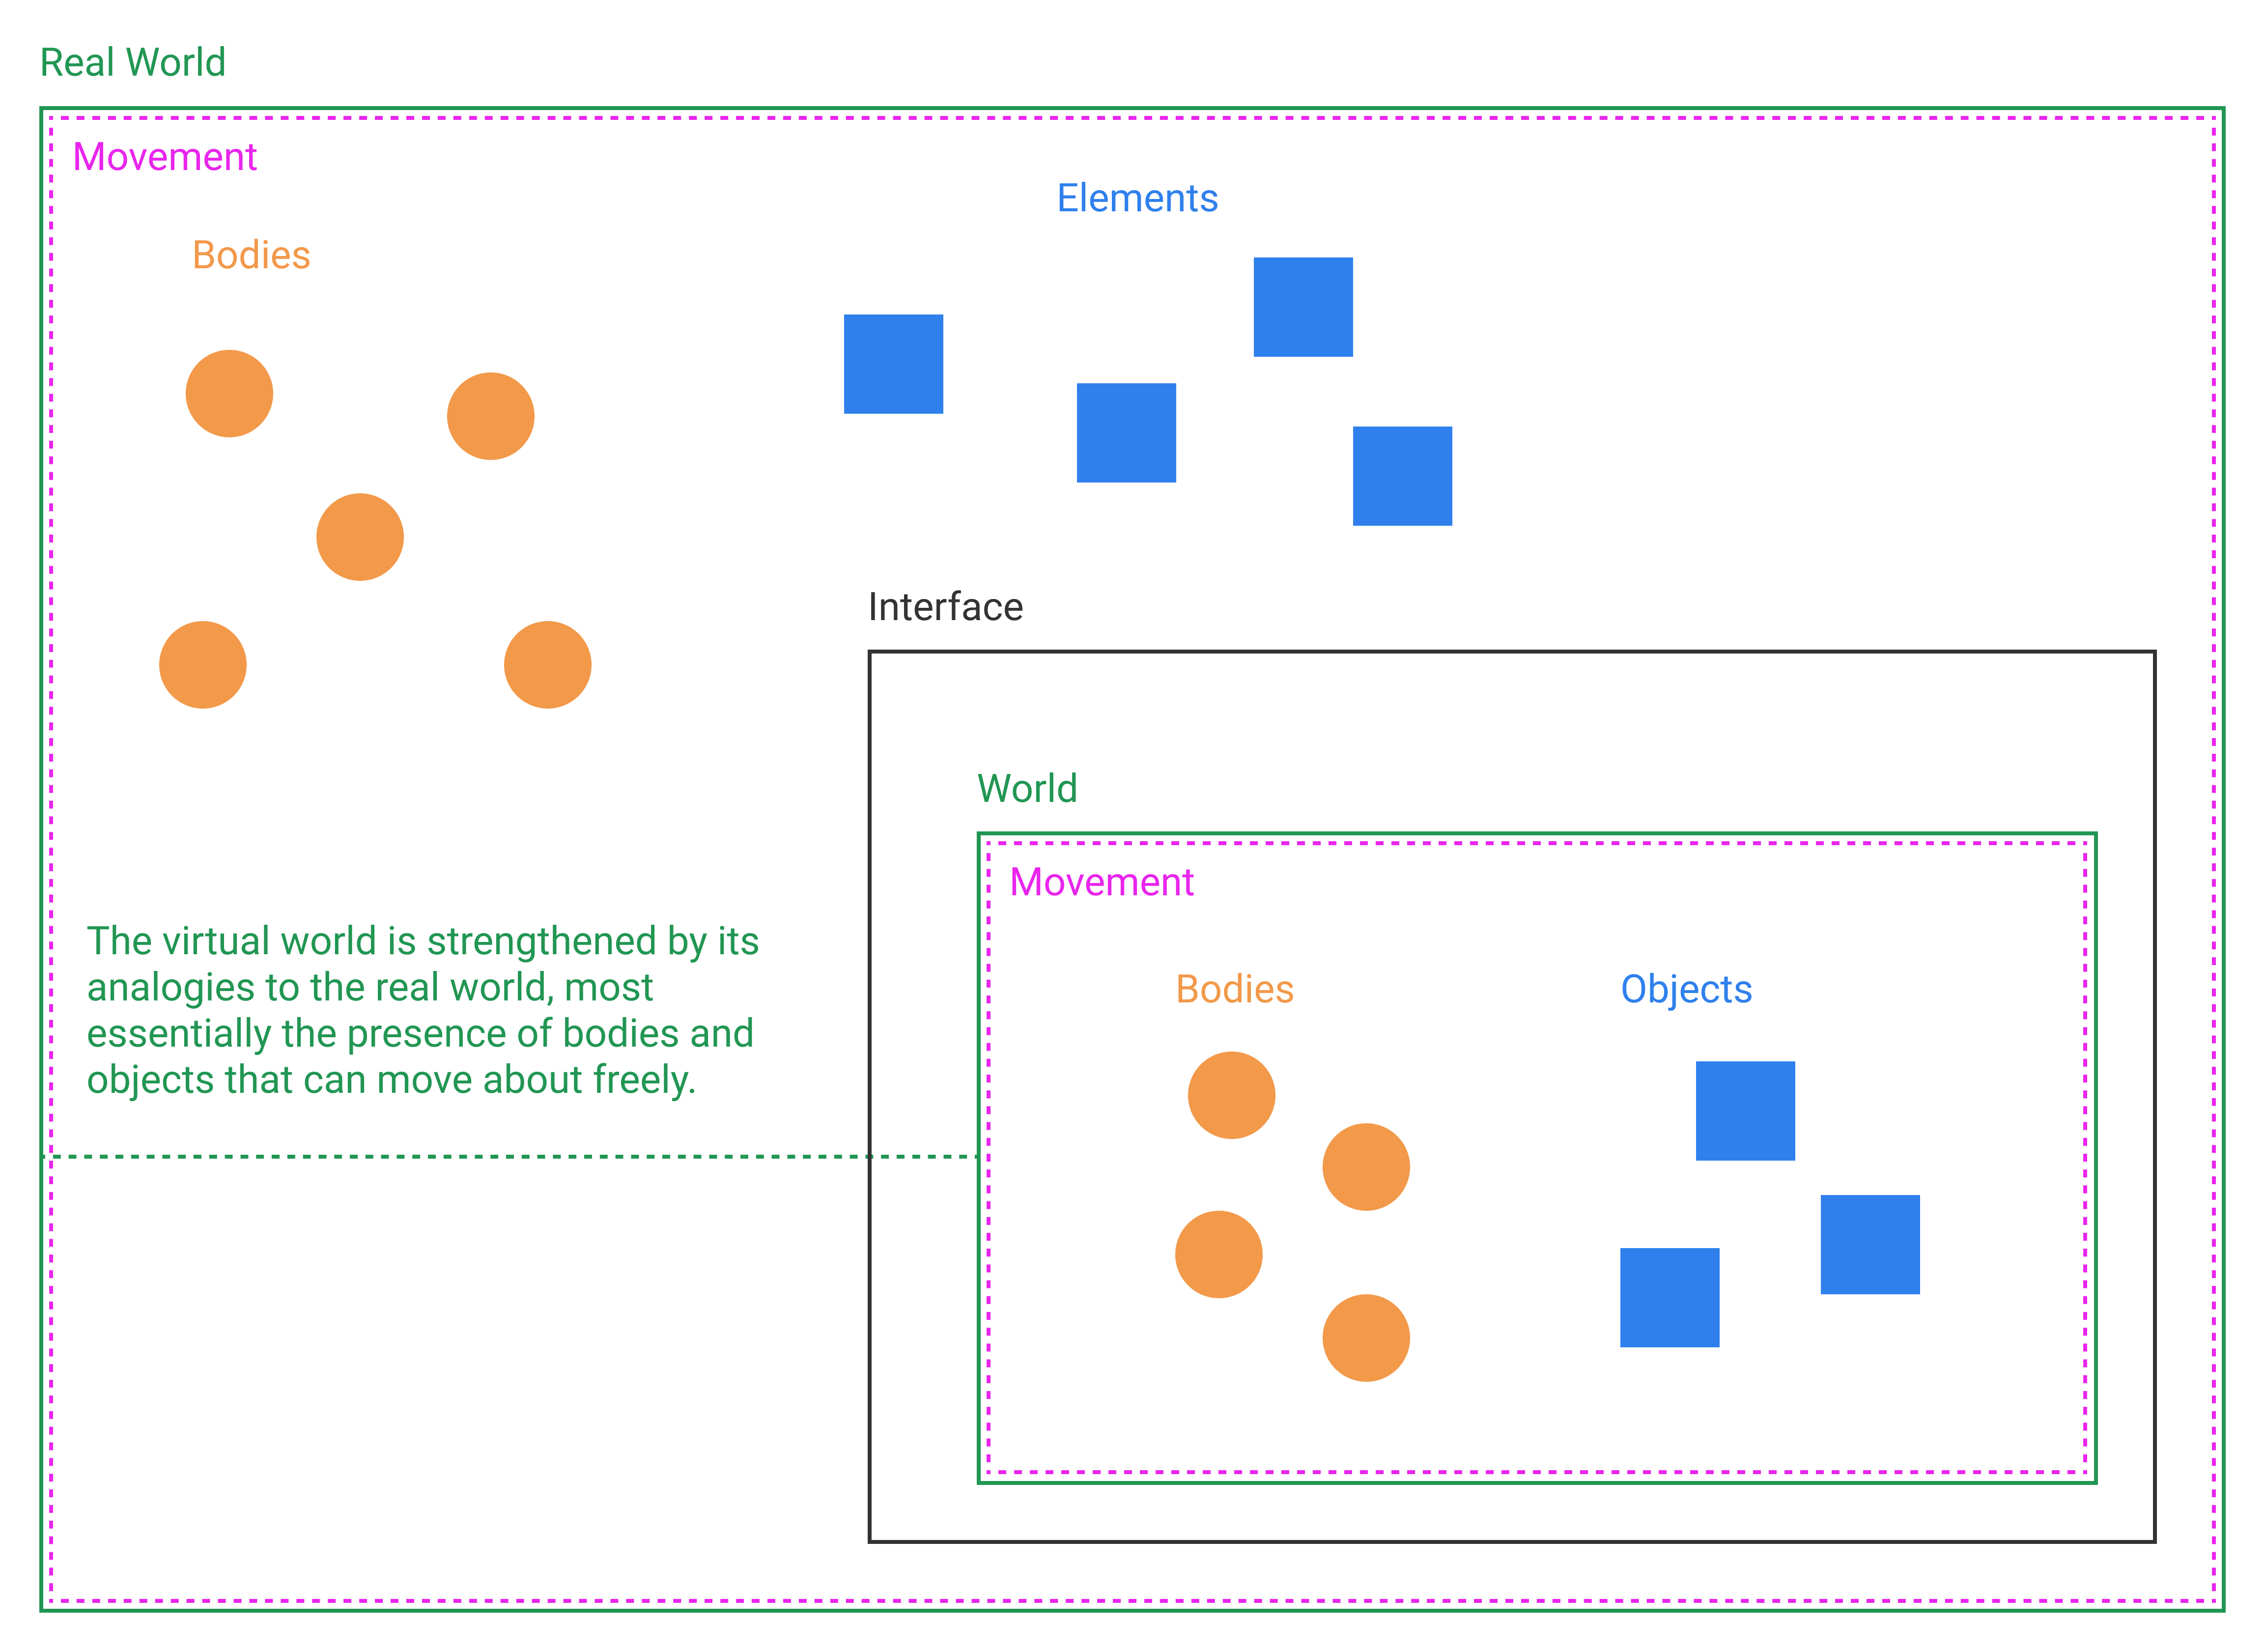 Real World
Movement
Elements
Bodies
Interface
World
Movement
The virtual world is strengthened by its
analogies to the real world, most
essentially the presence of bodies and
objects that can move about freely.
Bodies
Objects